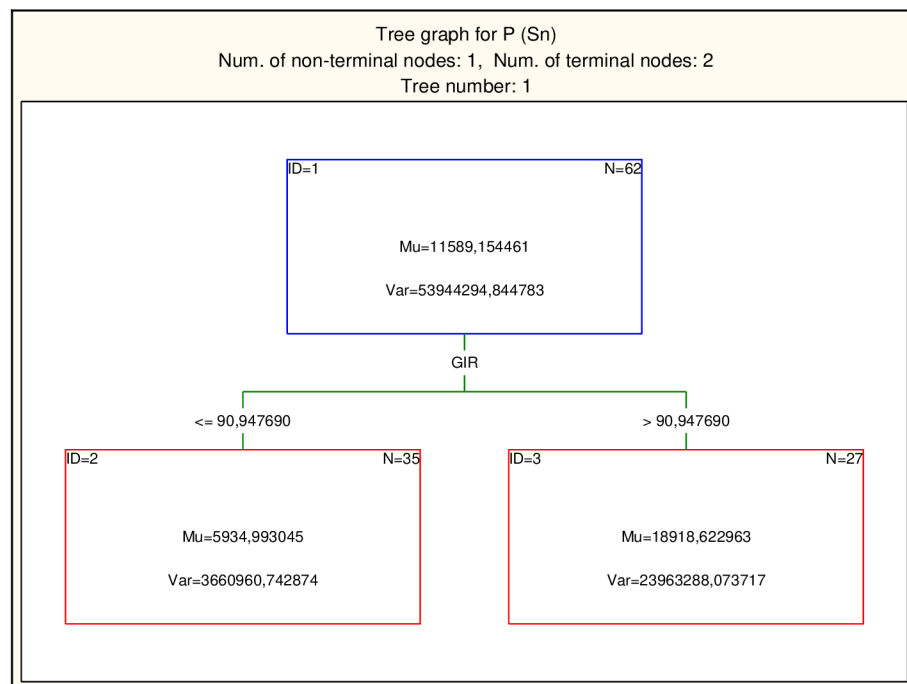 Tree graph for P (Sn)
Num. of non-terminal nodes: 1,  Num. of terminal nodes: 2
Tree number: 1
ID=1 N=62
Mu=11589,154461
Var=53944294,844783
GIR
<= 90,947690 > 90,947690
ID=2 N=35 ID=3 N=27
Mu=5934,993045 Mu=18918,622963
Var=3660960,742874 Var=23963288,073717